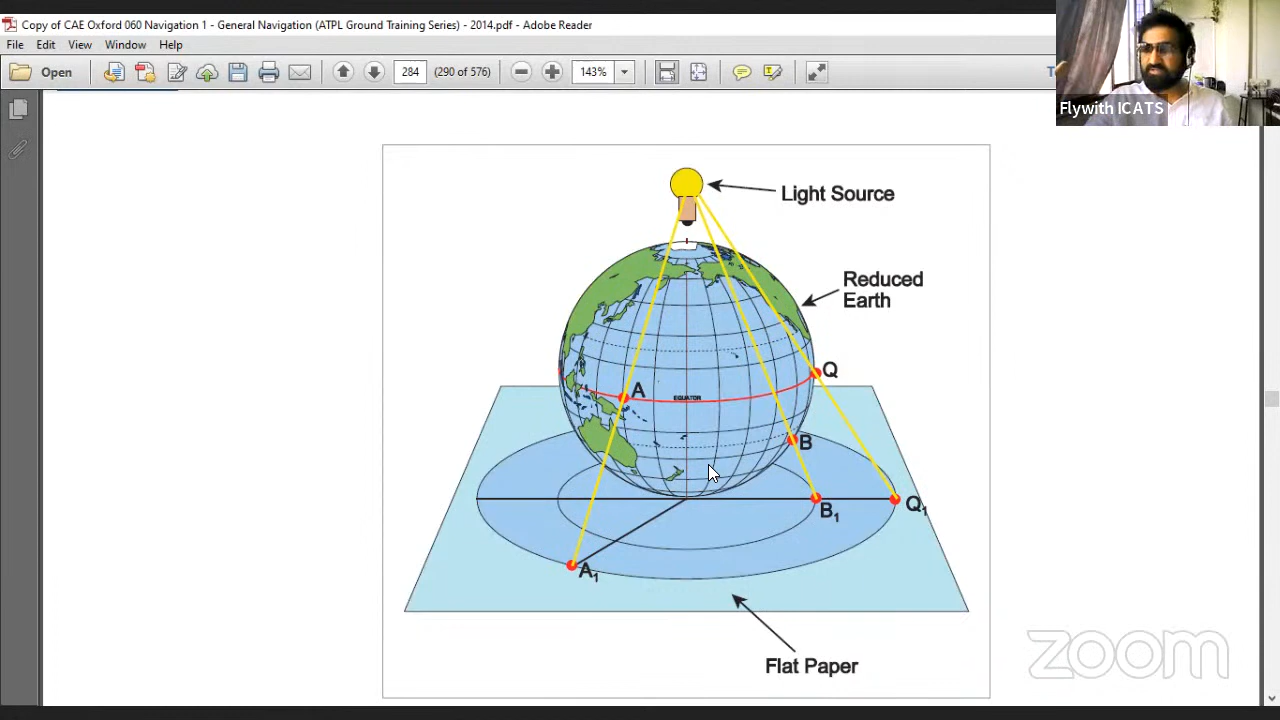 Copy of CAE Oxford 060 Navigation 1 - General Navigation (ATPL Ground Training Series) - 2014.pdf - Adobe Reader
File Edit View Window Help
Open 284 (290 of 576) 143%
Flywith ICATS
Light Source
Reduced
Earth
Q
A
EQUATOR
B
B1
Q1
A1
Flat Paper
zoom